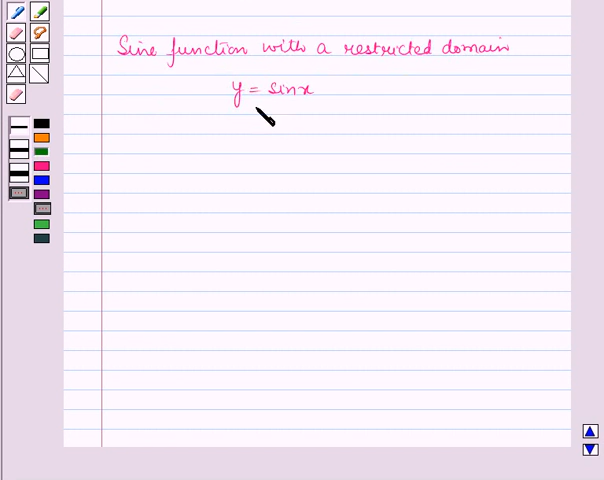 Sine function with a restricted domain
y = sinx